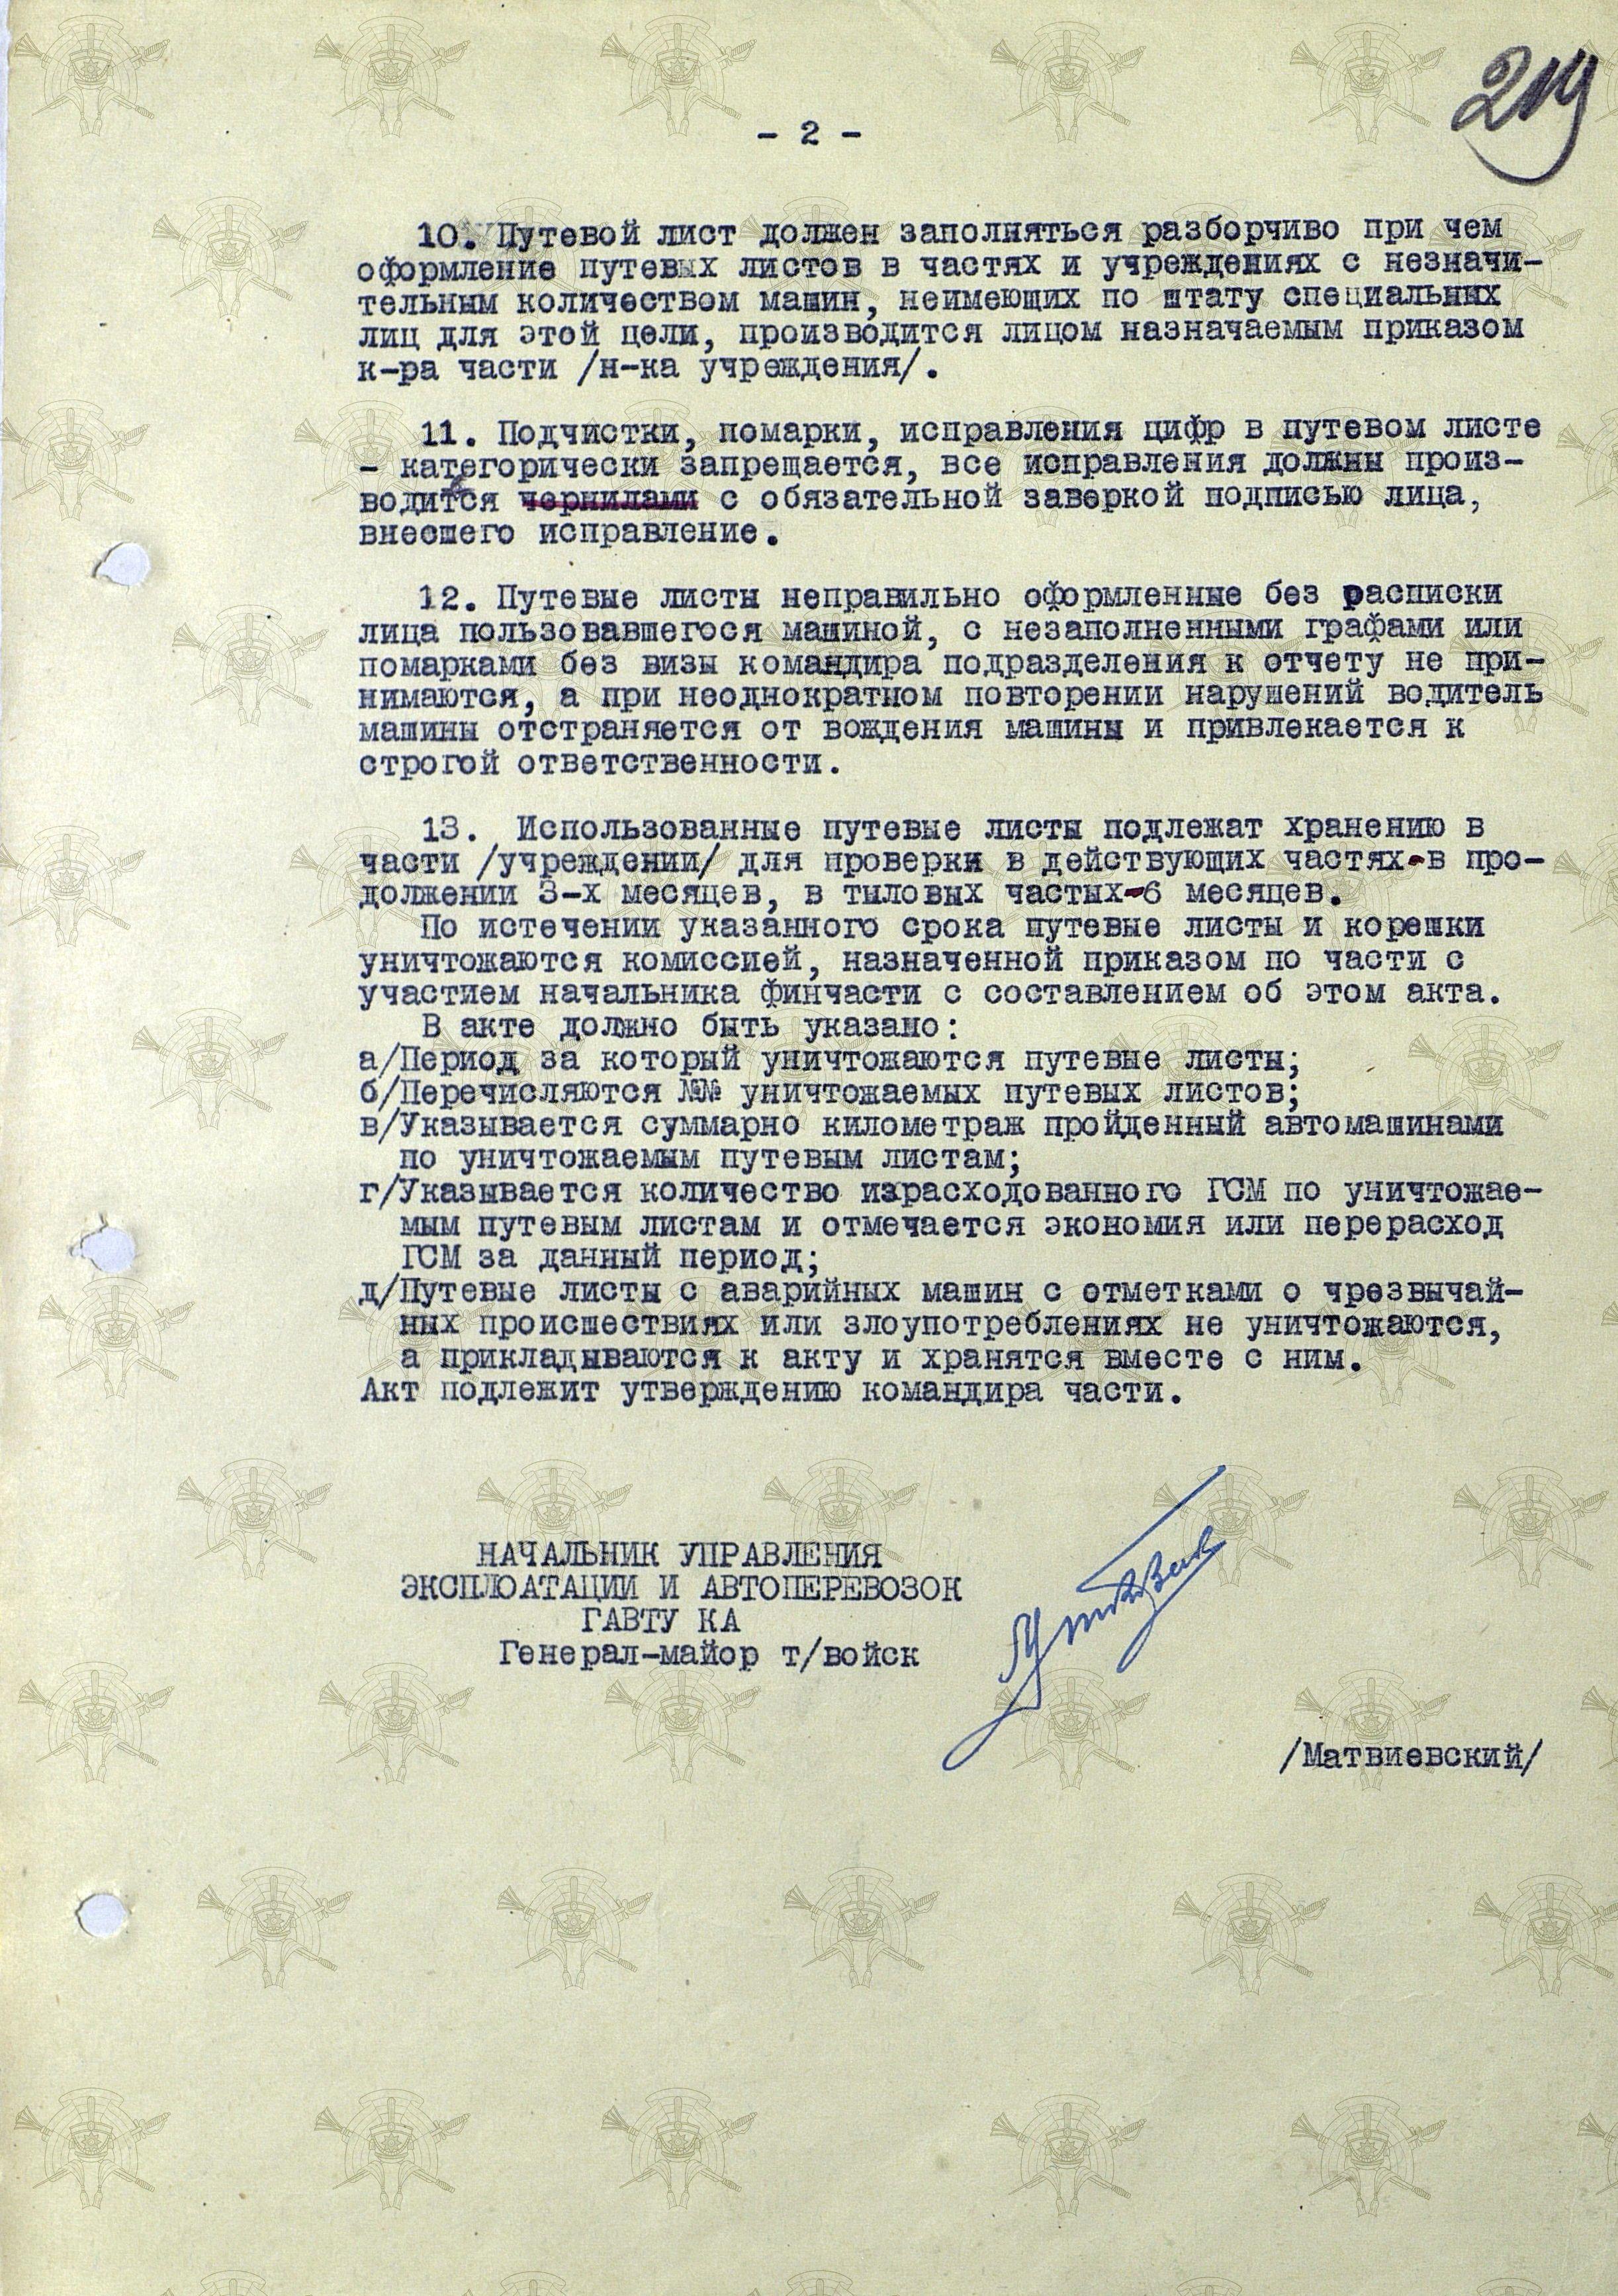 219
- 2 -
10. Путевой лист должен заполняться разборчиво при чем
оформление путевых листов в частях и учреждениях с незначи-
тельным количеством машин, неимеющих по штату специальных
лиц для этой цели, производится лицом назначаемым приказом
к-ра части /н-ка учреждения/.
11. Подчистки, помарки, исправления цифр в путевом листе
- категорически запрещается, все исправления должны произ-
водиться чернилами с обязательной заверкой подписью лица,
внесшего исправление.
12. Путевые листы неправильно оформленные без расписки
лица пользовавшегося машиной, с незаполненными графами или
помарками без визы командира подразделения к отчету не при-
нимаются, а при неоднократном повторении нарушений водитель
машины отстраняется от вождения машины и привлекается к
строгой ответственности.
13. Использованные путевые листы подлежат хранению в
части /учреждении/ для проверки в действующих частях-в про-
должении 3-х месяцев, в тыловых частых-6 месяцев.
По истечении указанного срока путевые листы и корешки
уничтожаются комиссией, назначенной приказом по части с
участием начальника финчасти с составлением об этом акта.
В акте должно быть указано:
а/Период за который уничтожаются путевые листы;
б/Перечисляются №№ уничтожаемых путевых листов;
в/Указывается суммарно километраж пройденный автомашинами
по уничтожаемым путевым листам;
г/Указывается количество израсходованного ГСМ по уничтожае-
мым путевым листам и отмечается экономия или перерасход
ГСМ за данный период;
д/Путевые листы с аварийных машин с отметками о чрезвычай-
ных происшествиях или злоупотреблениях не уничтожаются,
а прикладываются к акту и хранятся вместе с ним.
Акт подлежит утверждению командира части.
НАЧАЛЬНИК УПРАВЛЕНИЯ
ЭКСПЛОАТАЦИИ И АВТОПЕРЕВОЗОК
ГАВТУ КА
Генерал-майор т/войск
/Матвиевский/